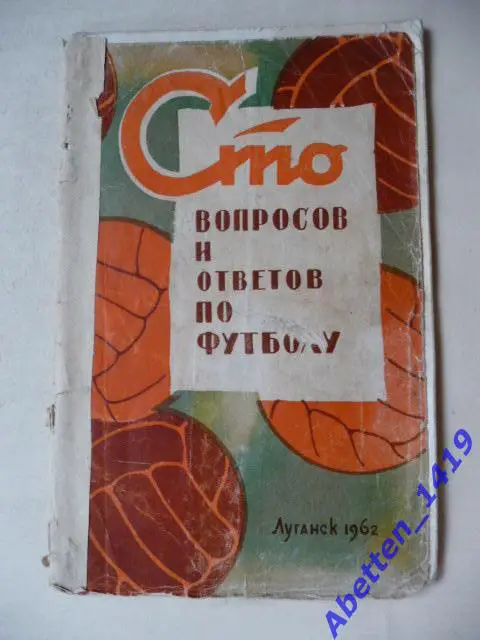 Сто
ВОПРОСОВ
И
ОТВЕТОВ
ПО
ФУТБОЛУ
Луганск 1962
Abetten_1419